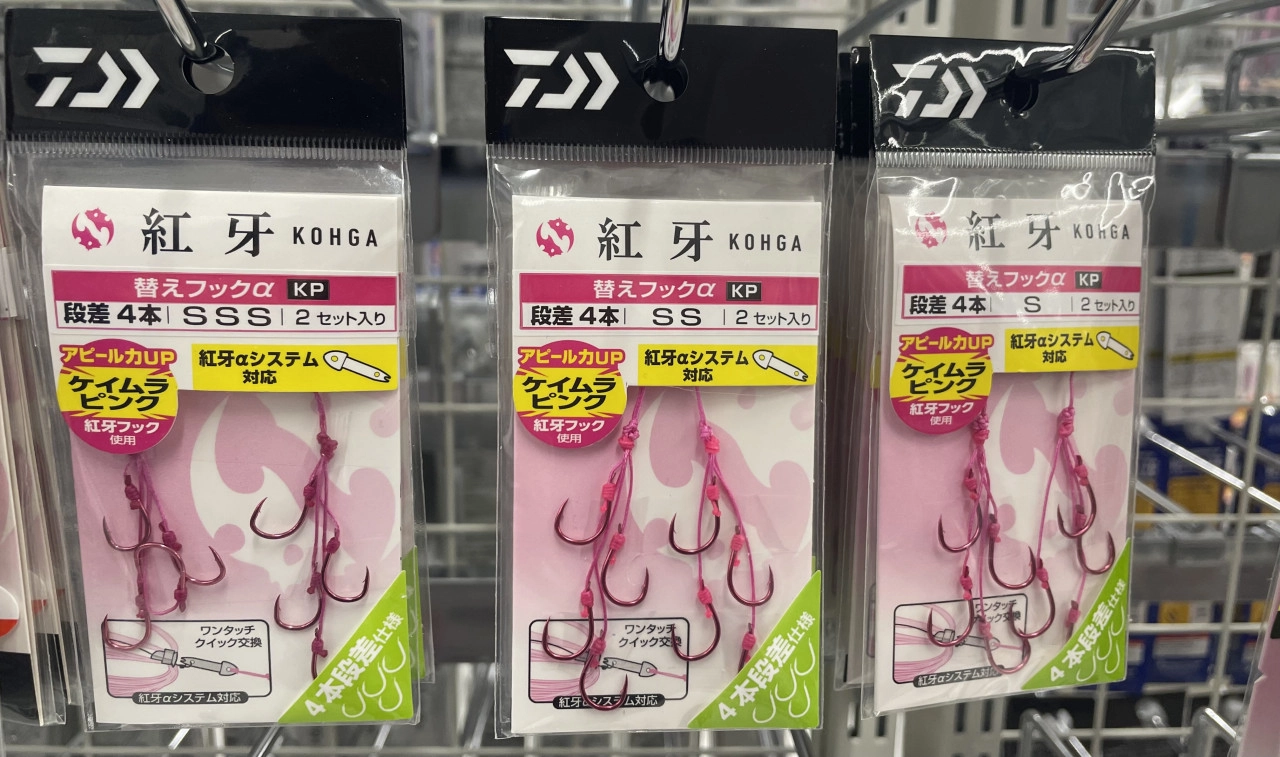 紅牙 KOHGA
替えフックα KP
段差4本 SSS 2セット入り
アピール力UP
ケイムラ
ピンク
紅牙フック
使用
紅牙αシステム
対応
ワンタッチ
クイック交換
紅牙αシステム対応
4本段差仕様
紅牙 KOHGA
替えフックα KP
段差4本 SS 2セット入り
アピール力UP
ケイムラ
ピンク
紅牙フック
使用
紅牙αシステム
対応
ワンタッチ
クイック交換
紅牙αシステム対応
4本段差仕様
紅牙 KOHGA
替えフックα KP
段差4本 S 2セット入り
アピール力UP
ケイムラ
ピンク
紅牙フック
使用
紅牙αシステム
対応
ワンタッチ
クイック交換
紅牙αシステム対応
4本段差仕様